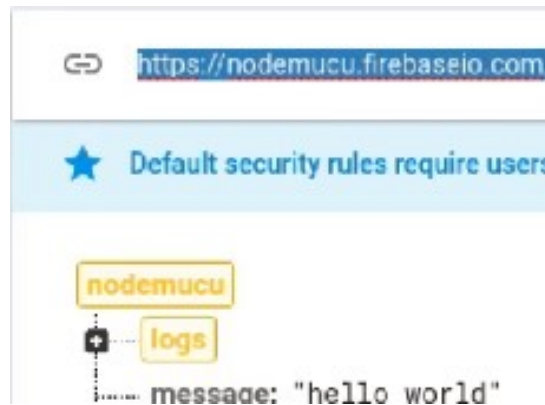 https://nodemucu.firebaseio.com
Default security rules require users
nodemucu
logs
message: "hello world"